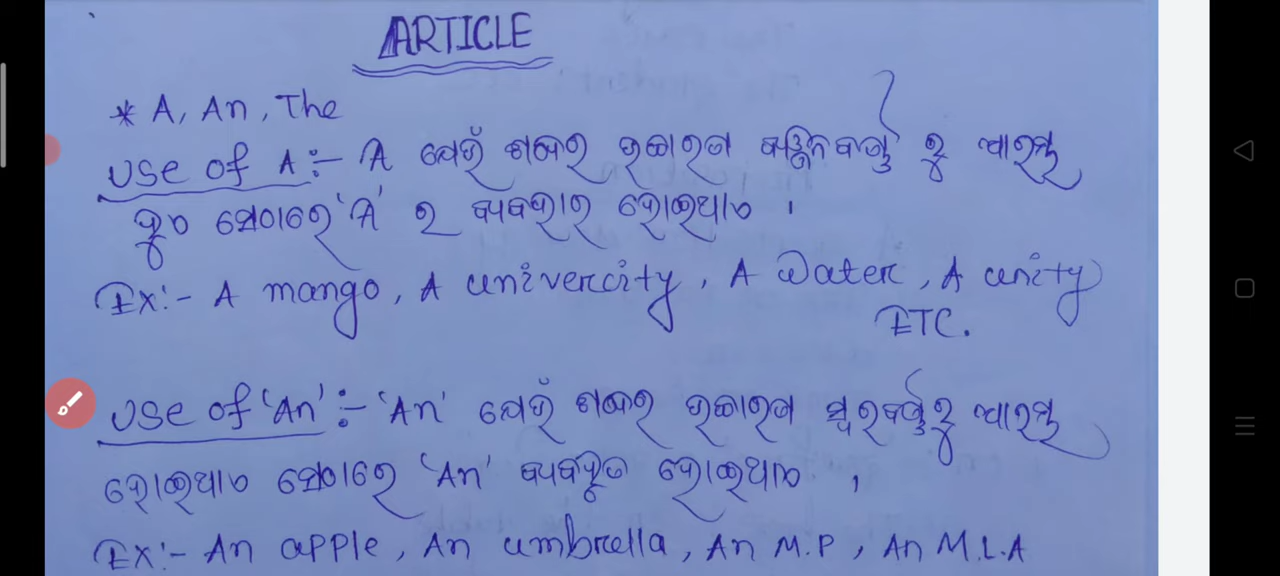 ARTICLE
* A, An, The
Use of A:- A ଯେଉଁ ଶବ୍ଦର ଉଚ୍ଚାରଣ ବ୍ୟଞ୍ଜନବର୍ଣ୍ଣ ରୁ ଆରମ୍ଭ
ହୁଏ ସେଠାରେ 'A' ର ବ୍ୟବହାର ହୋଇଥାଏ ।
Ex:- A mango, A univercity, A water, A unity
ETC.
Use of 'An':- 'An' ଯେଉଁ ଶବ୍ଦର ଉଚ୍ଚାରଣ ସ୍ୱରବର୍ଣ୍ଣରୁ ଆରମ୍ଭ
ହୋଇଥାଏ ସେଠାରେ 'An' ବ୍ୟବହୃତ ହୋଇଥାଏ ।
Ex:- An apple, An umbrella, An M.P, An M.L.A